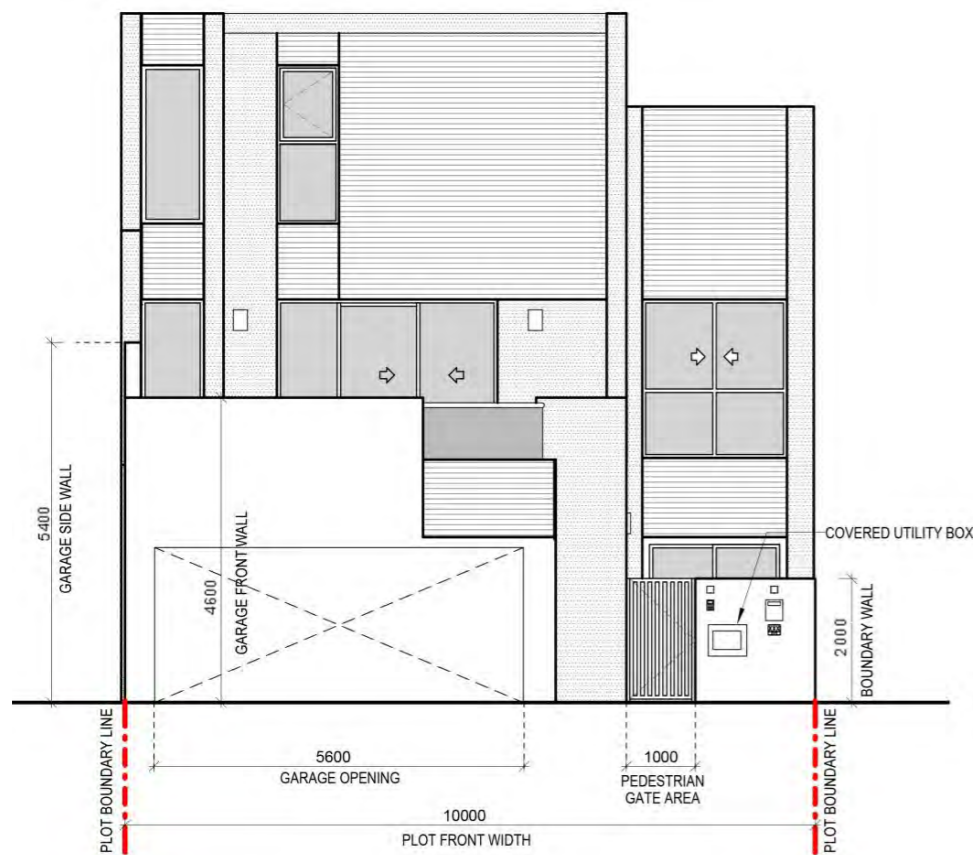 5400
GARAGE SIDE WALL
4600
GARAGE FRONT WALL
COVERED UTILITY BOX
2000
BOUNDARY WALL
PLOT BOUNDARY LINE
5600
GARAGE OPENING
1000
PEDESTRIAN
GATE AREA
10000
PLOT FRONT WIDTH
PLOT BOUNDARY LINE